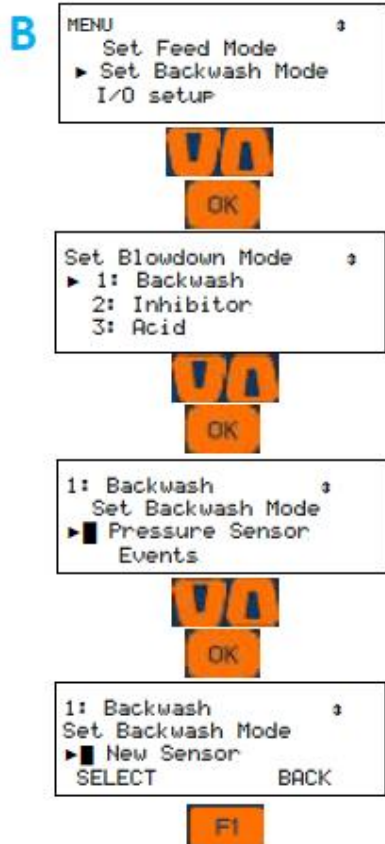 B
MENU
Set Feed Mode
► Set Backwash Mode
I/O setup
OK
Set Blowdown Mode
► 1: Backwash
2: Inhibitor
3: Acid
OK
1: Backwash
Set Backwash Mode
►█ Pressure Sensor
Events
OK
1: Backwash
Set Backwash Mode
►█ New Sensor
SELECT BACK
F1